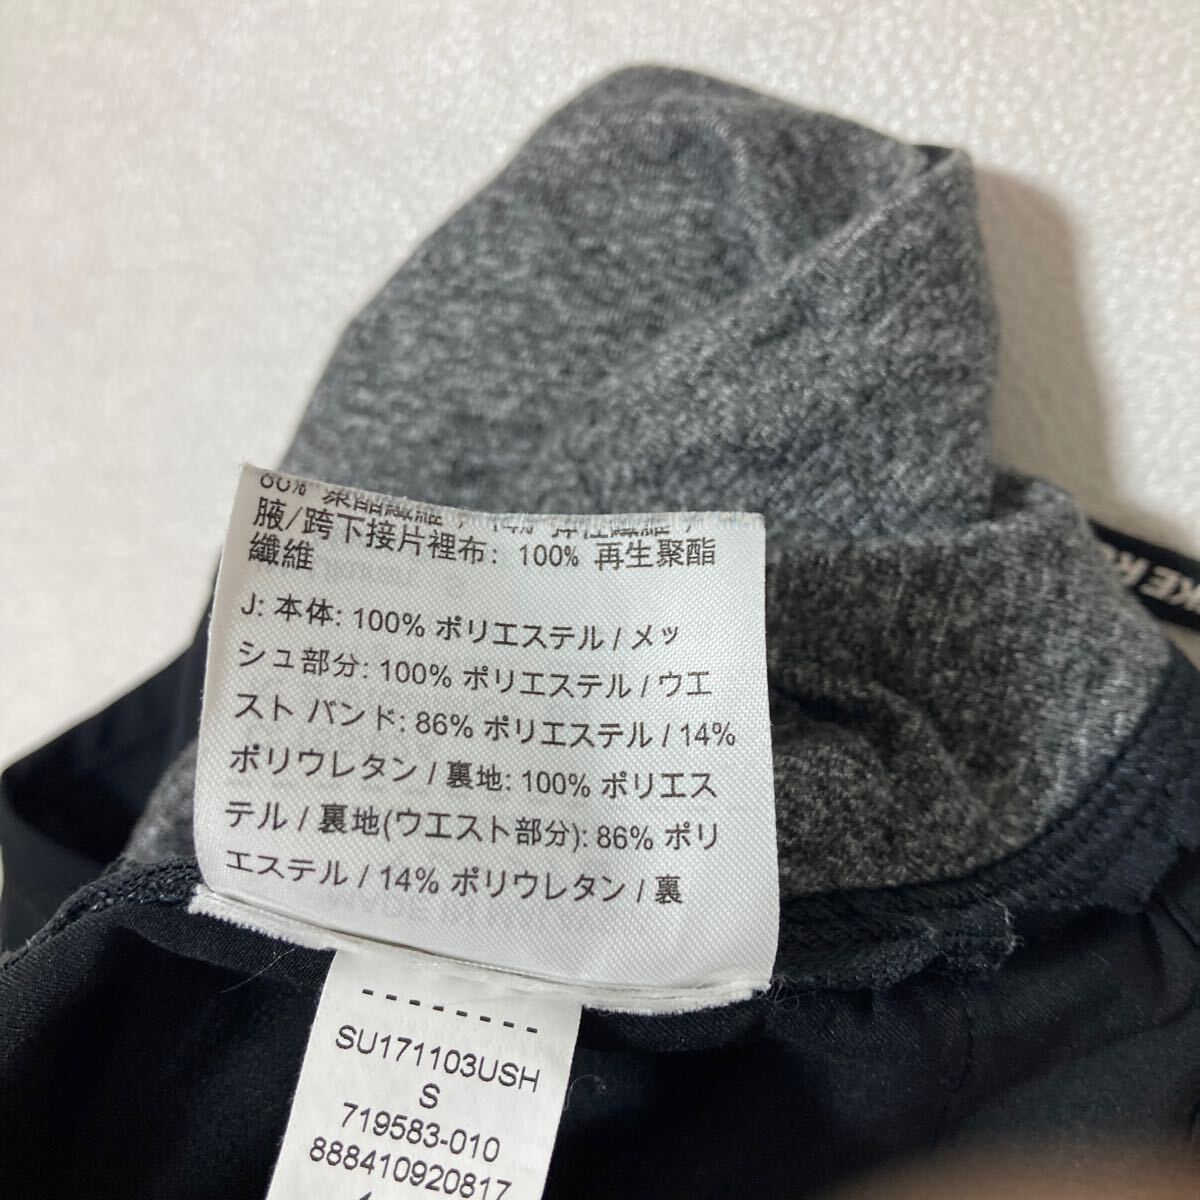 腋/跨下接片裡布: 100% 再生聚酯
纖維
J: 本体: 100% ポリエステル / メッ
シュ部分: 100% ポリエステル / ウエ
スト バンド: 86% ポリエステル / 14%
ポリウレタン / 裏地: 100% ポリエス
テル / 裏地(ウエスト部分): 86% ポリ
エステル / 14% ポリウレタン / 裏
--------
SU171103USH
S
719583-010
888410920817